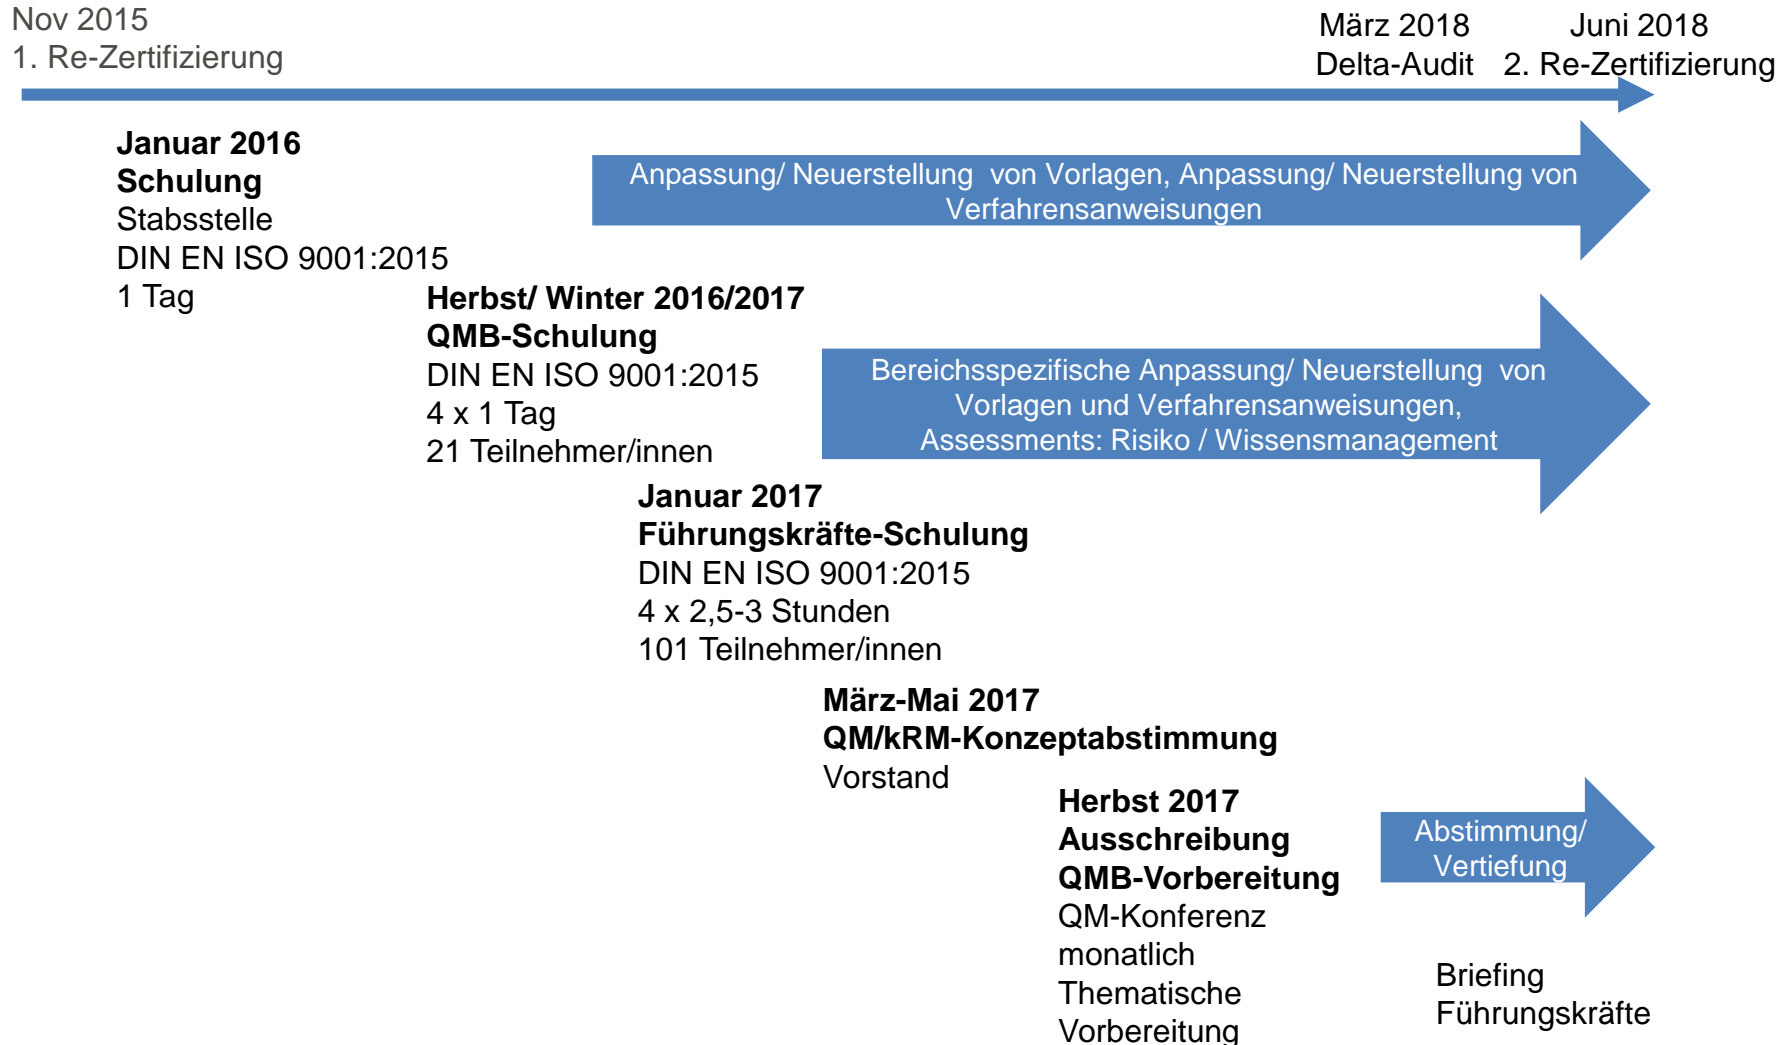 Nov 2015
1. Re-Zertifizierung
März 2018
Delta-Audit
Juni 2018
2. Re-Zertifizierung
Januar 2016
Schulung
Stabsstelle
DIN EN ISO 9001:2015
1 Tag
Anpassung/ Neuerstellung  von Vorlagen, Anpassung/ Neuerstellung von
Verfahrensanweisungen
Herbst/ Winter 2016/2017
QMB-Schulung
DIN EN ISO 9001:2015
4 x 1 Tag
21 Teilnehmer/innen
Bereichsspezifische Anpassung/ Neuerstellung  von
Vorlagen und Verfahrensanweisungen,
Assessments: Risiko / Wissensmanagement
Januar 2017
Führungskräfte-Schulung
DIN EN ISO 9001:2015
4 x 2,5-3 Stunden
101 Teilnehmer/innen
März-Mai 2017
QM/kRM-Konzeptabstimmung
Vorstand
Herbst 2017
Ausschreibung
QMB-Vorbereitung
QM-Konferenz
monatlich
Thematische
Vorbereitung
Abstimmung/
Vertiefung
Briefing
Führungskräfte